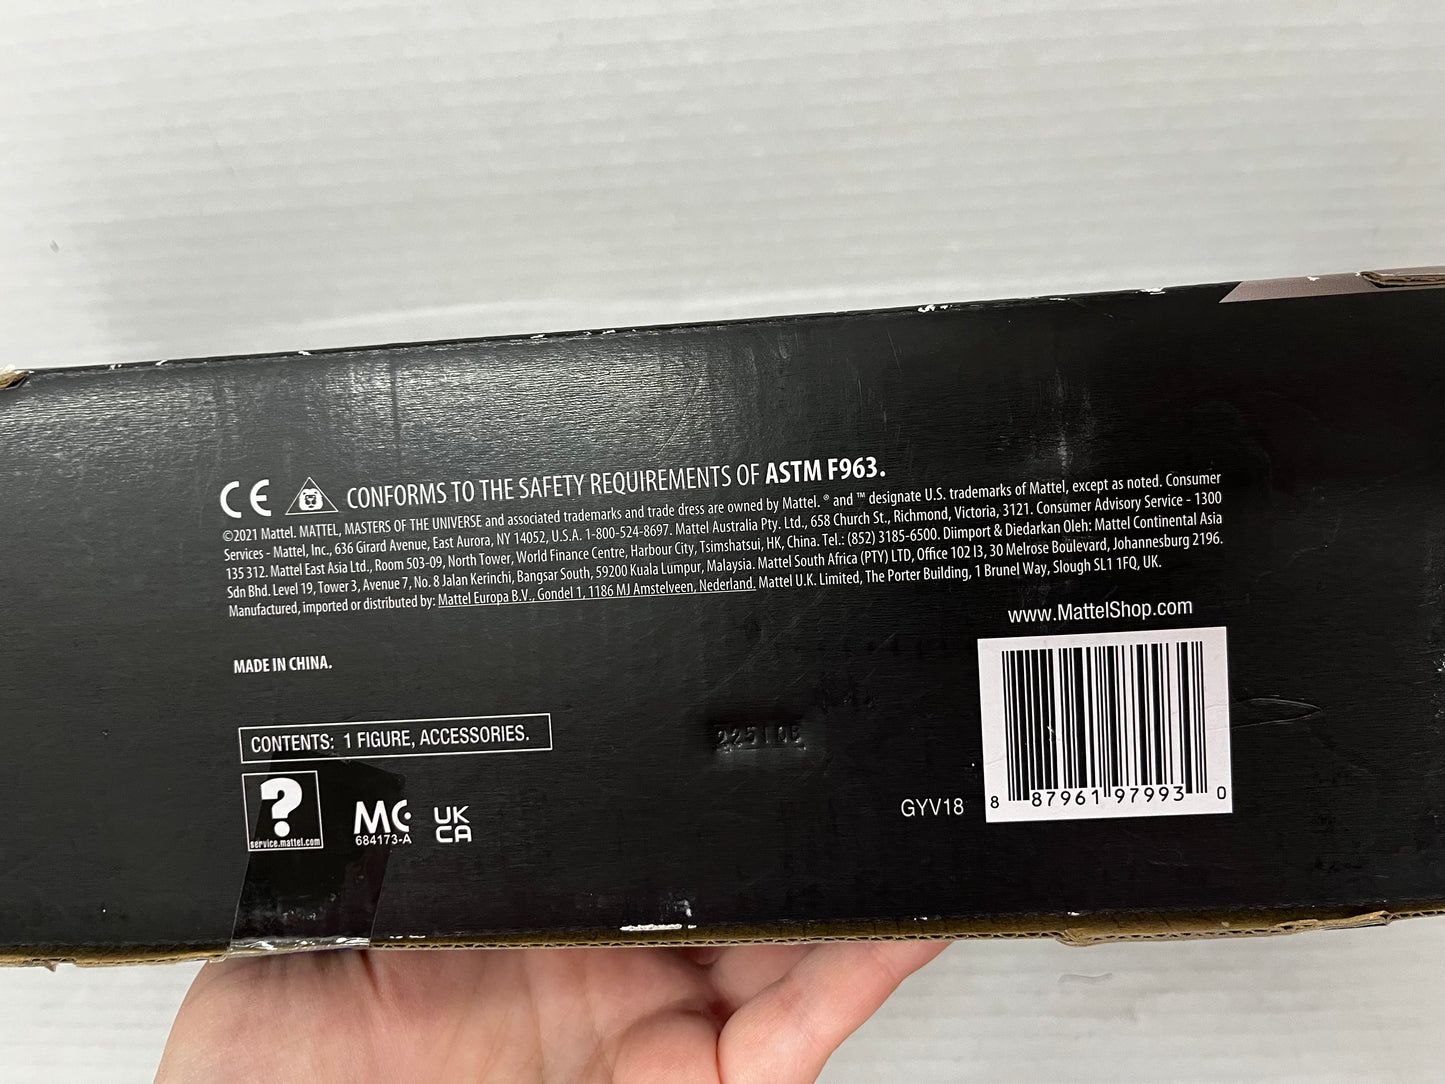 CE CONFORMS TO THE SAFETY REQUIREMENTS OF ASTM F963.
©2021 Mattel. MATTEL, MASTERS OF THE UNIVERSE and associated trademarks and trade dress are owned by Mattel. ® and ™ designate U.S. trademarks of Mattel, except as noted. Consumer
Services - Mattel, Inc., 636 Girard Avenue, East Aurora, NY 14052, U.S.A. 1-800-524-8697. Mattel Australia Pty. Ltd., 658 Church St., Richmond, Victoria, 3121. Consumer Advisory Service - 1300
135 312. Mattel East Asia Ltd., Room 503-09, North Tower, World Finance Centre, Harbour City, Tsimshatsui, HK, China. Tel.: (852) 3185-6500. Diimport & Diedarkan Oleh: Mattel Continental Asia
Sdn Bhd. Level 19, Tower 3, Avenue 7, No. 8 Jalan Kerinchi, Bangsar South, 59200 Kuala Lumpur, Malaysia. Mattel South Africa (PTY) LTD, Office 102 I3, 30 Melrose Boulevard, Johannesburg 2196.
Manufactured, imported or distributed by: Mattel Europa B.V., Gondel 1, 1186 MJ Amstelveen, Nederland. Mattel U.K. Limited, The Porter Building, 1 Brunel Way, Slough SL1 1FQ, UK.
www.MattelShop.com
MADE IN CHINA.
CONTENTS: 1 FIGURE, ACCESSORIES.
?
service.mattel.com
MC
684173-A
UK
CA
GYV18
8 87961 97993 0